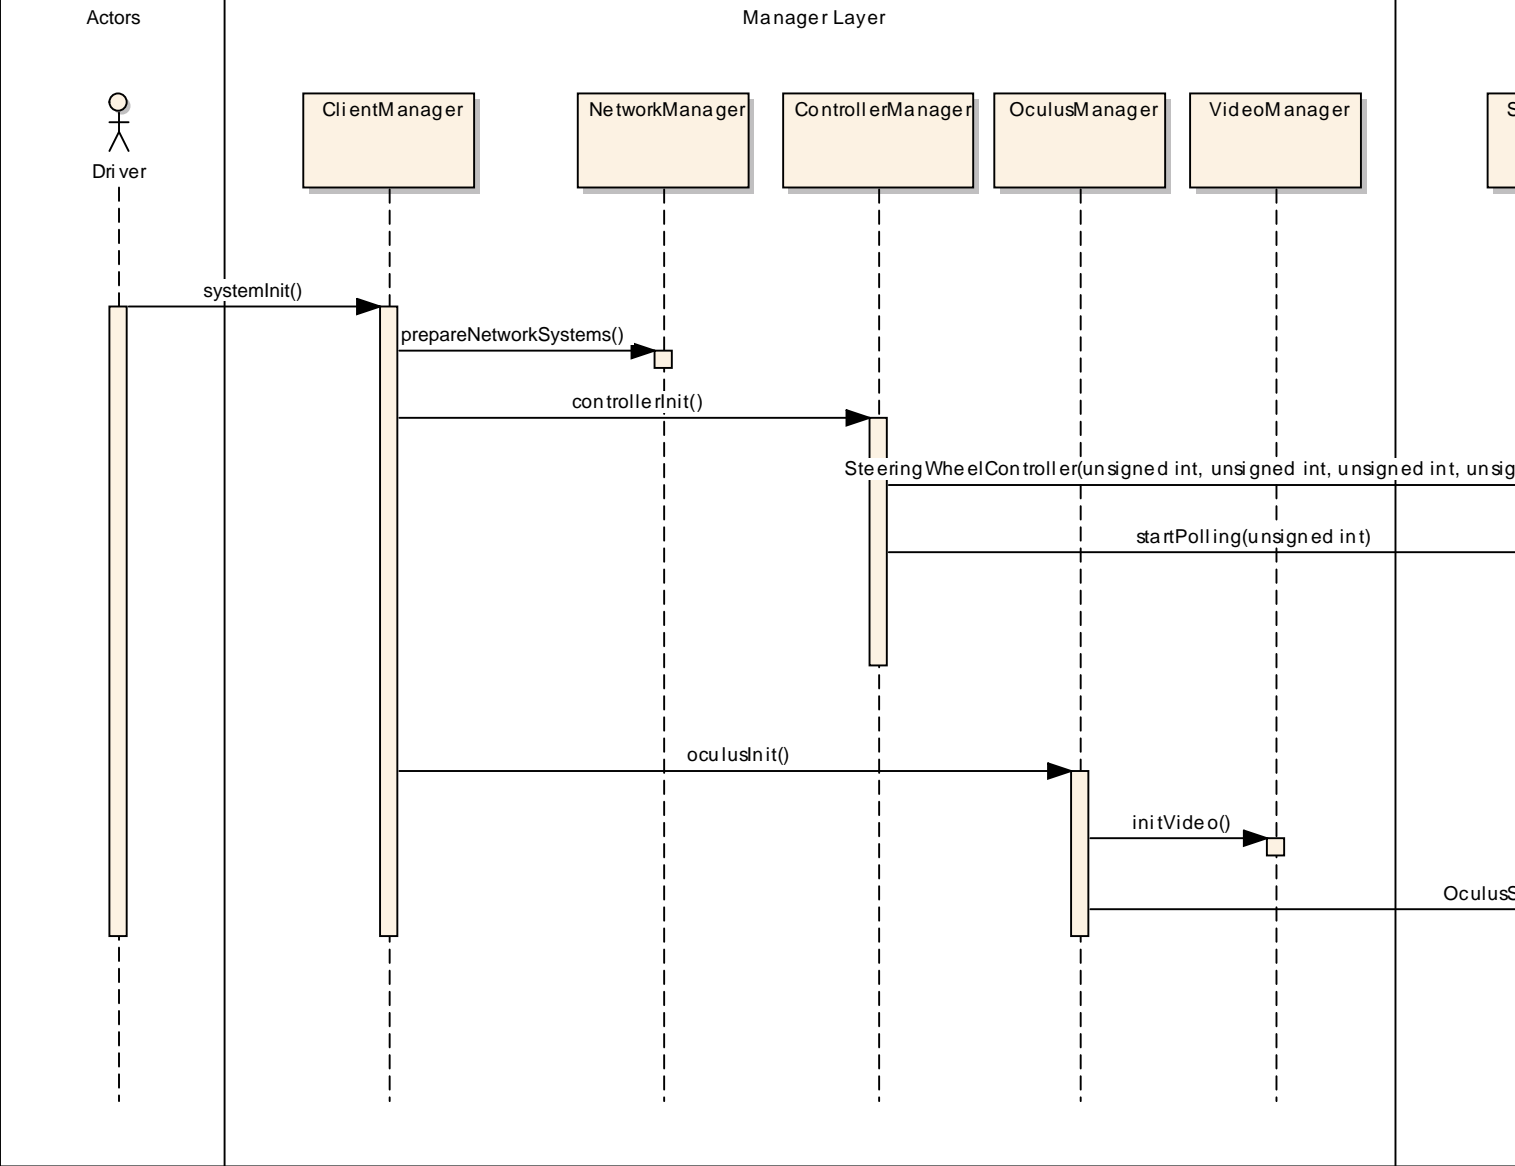 Actors
Manager Layer
ClientManager
NetworkManager
ControllerManager
OculusManager
VideoManager
S
Driver
systemInit()
prepareNetworkSystems()
controllerInit()
SteeringWheelController(unsigned int, unsigned int, unsigned int, unsig
startPolling(unsigned int)
oculusInit()
initVideo()
OculusS